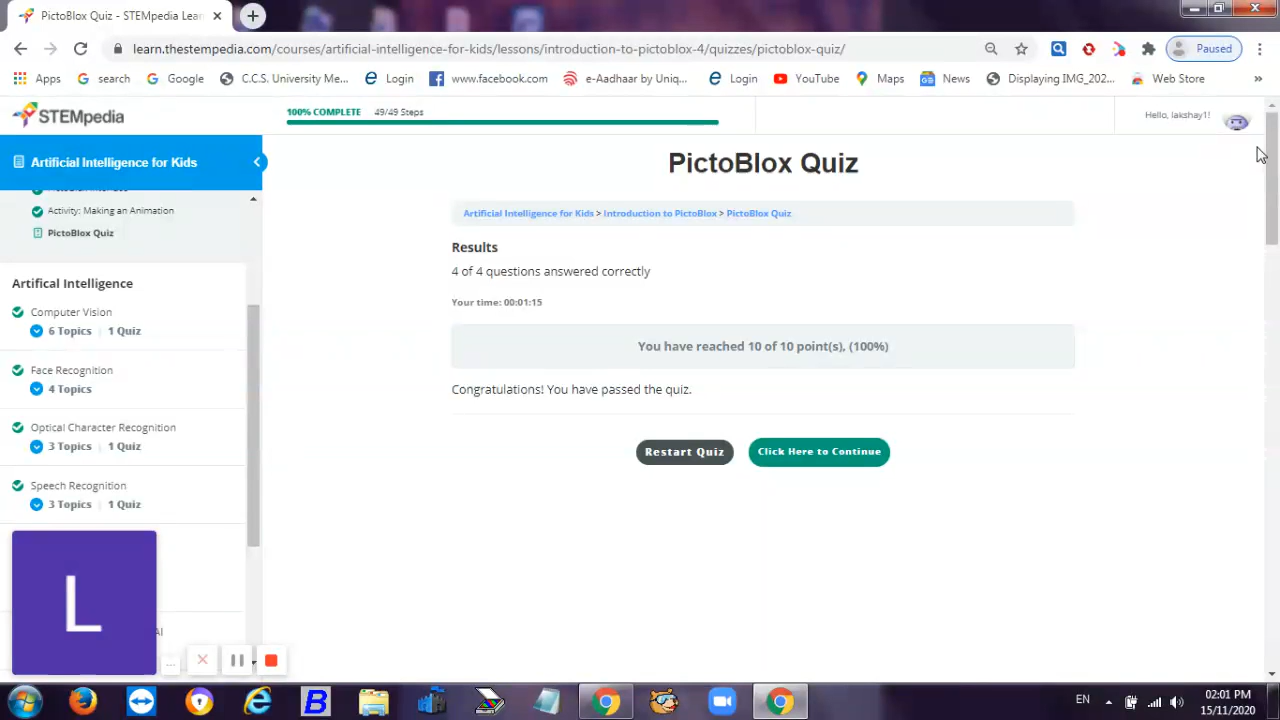 PictoBlox Quiz - STEMpedia Lear
learn.thestempedia.com/courses/artificial-intelligence-for-kids/lessons/introduction-to-pictoblox-4/quizzes/pictoblox-quiz/
Paused
Apps
search
Google
C.C.S. University Me...
Login
www.facebook.com
e-Aadhaar by Uniq...
Login
YouTube
Maps
News
Displaying IMG_202...
Web Store
»
STEMpedia
100% COMPLETE 49/49 Steps
Hello, lakshay1!
Artificial Intelligence for Kids
Activity: Making an Animation
PictoBlox Quiz
Artifical Intelligence
Computer Vision
6 Topics | 1 Quiz
Face Recognition
4 Topics
Optical Character Recognition
3 Topics | 1 Quiz
Speech Recognition
3 Topics | 1 Quiz
L
AI
...
PictoBlox Quiz
Artificial Intelligence for Kids > Introduction to PictoBlox > PictoBlox Quiz
Results
4 of 4 questions answered correctly
Your time: 00:01:15
You have reached 10 of 10 point(s), (100%)
Congratulations! You have passed the quiz.
Restart Quiz
Click Here to Continue
B
EN
02:01 PM
15/11/2020